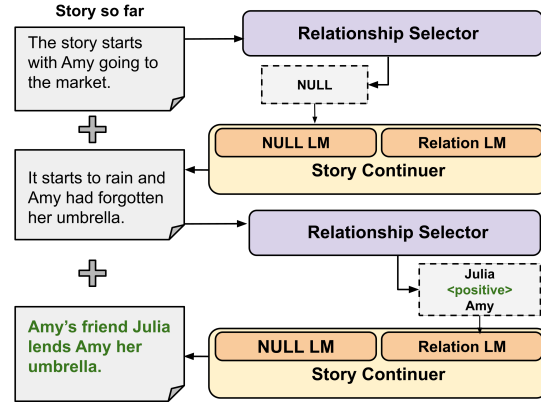 Story so far
The story starts
with Amy going to
the market.
Relationship Selector
NULL
NULL LM
Relation LM
Story Continuer
It starts to rain and
Amy had forgotten
her umbrella.
Relationship Selector
Julia
<positive>
Amy
Amy's friend Julia
lends Amy her
umbrella.
NULL LM
Relation LM
Story Continuer